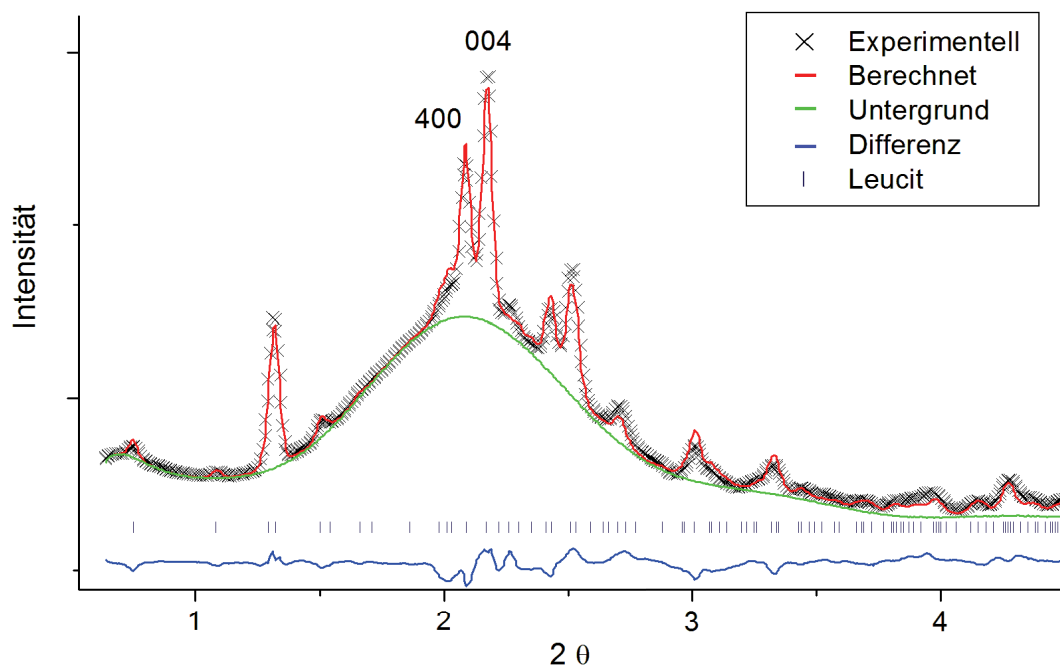 004
400
Experimentell
Berechnet
Untergrund
Differenz
Leucit
Intensität
1
2
3
4
2 θ